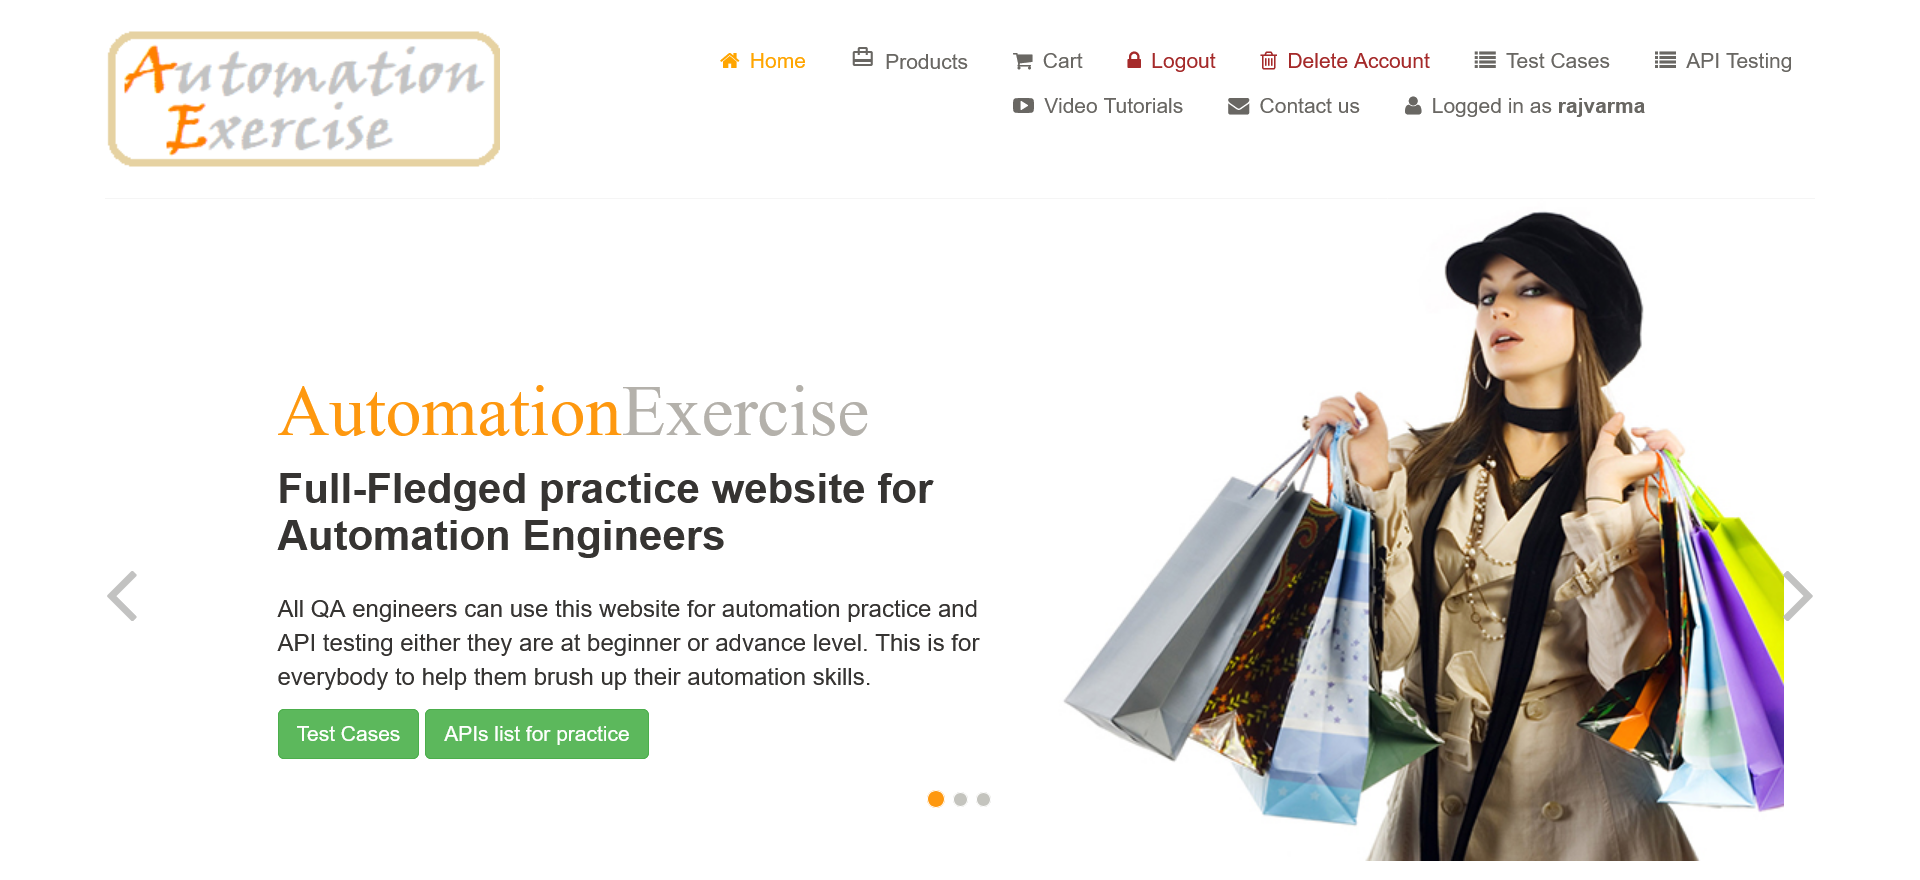 Automation
Exercise
Home Products Cart Logout Delete Account Test Cases API Testing
Video Tutorials Contact us Logged in as rajvarma
AutomationExercise
Full-Fledged practice website for
Automation Engineers
All QA engineers can use this website for automation practice and
API testing either they are at beginner or advance level. This is for
everybody to help them brush up their automation skills.
Test Cases APIs list for practice